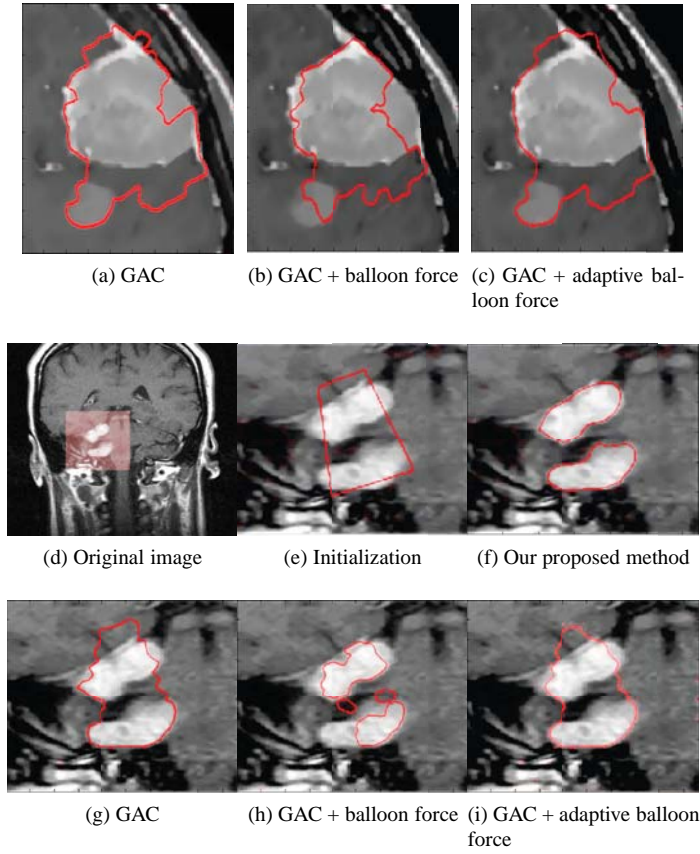 (a) GAC
(b) GAC + balloon force
(c) GAC + adaptive bal-
loon force
(d) Original image
(e) Initialization
(f) Our proposed method
(g) GAC
(h) GAC + balloon force
(i) GAC + adaptive balloon
force